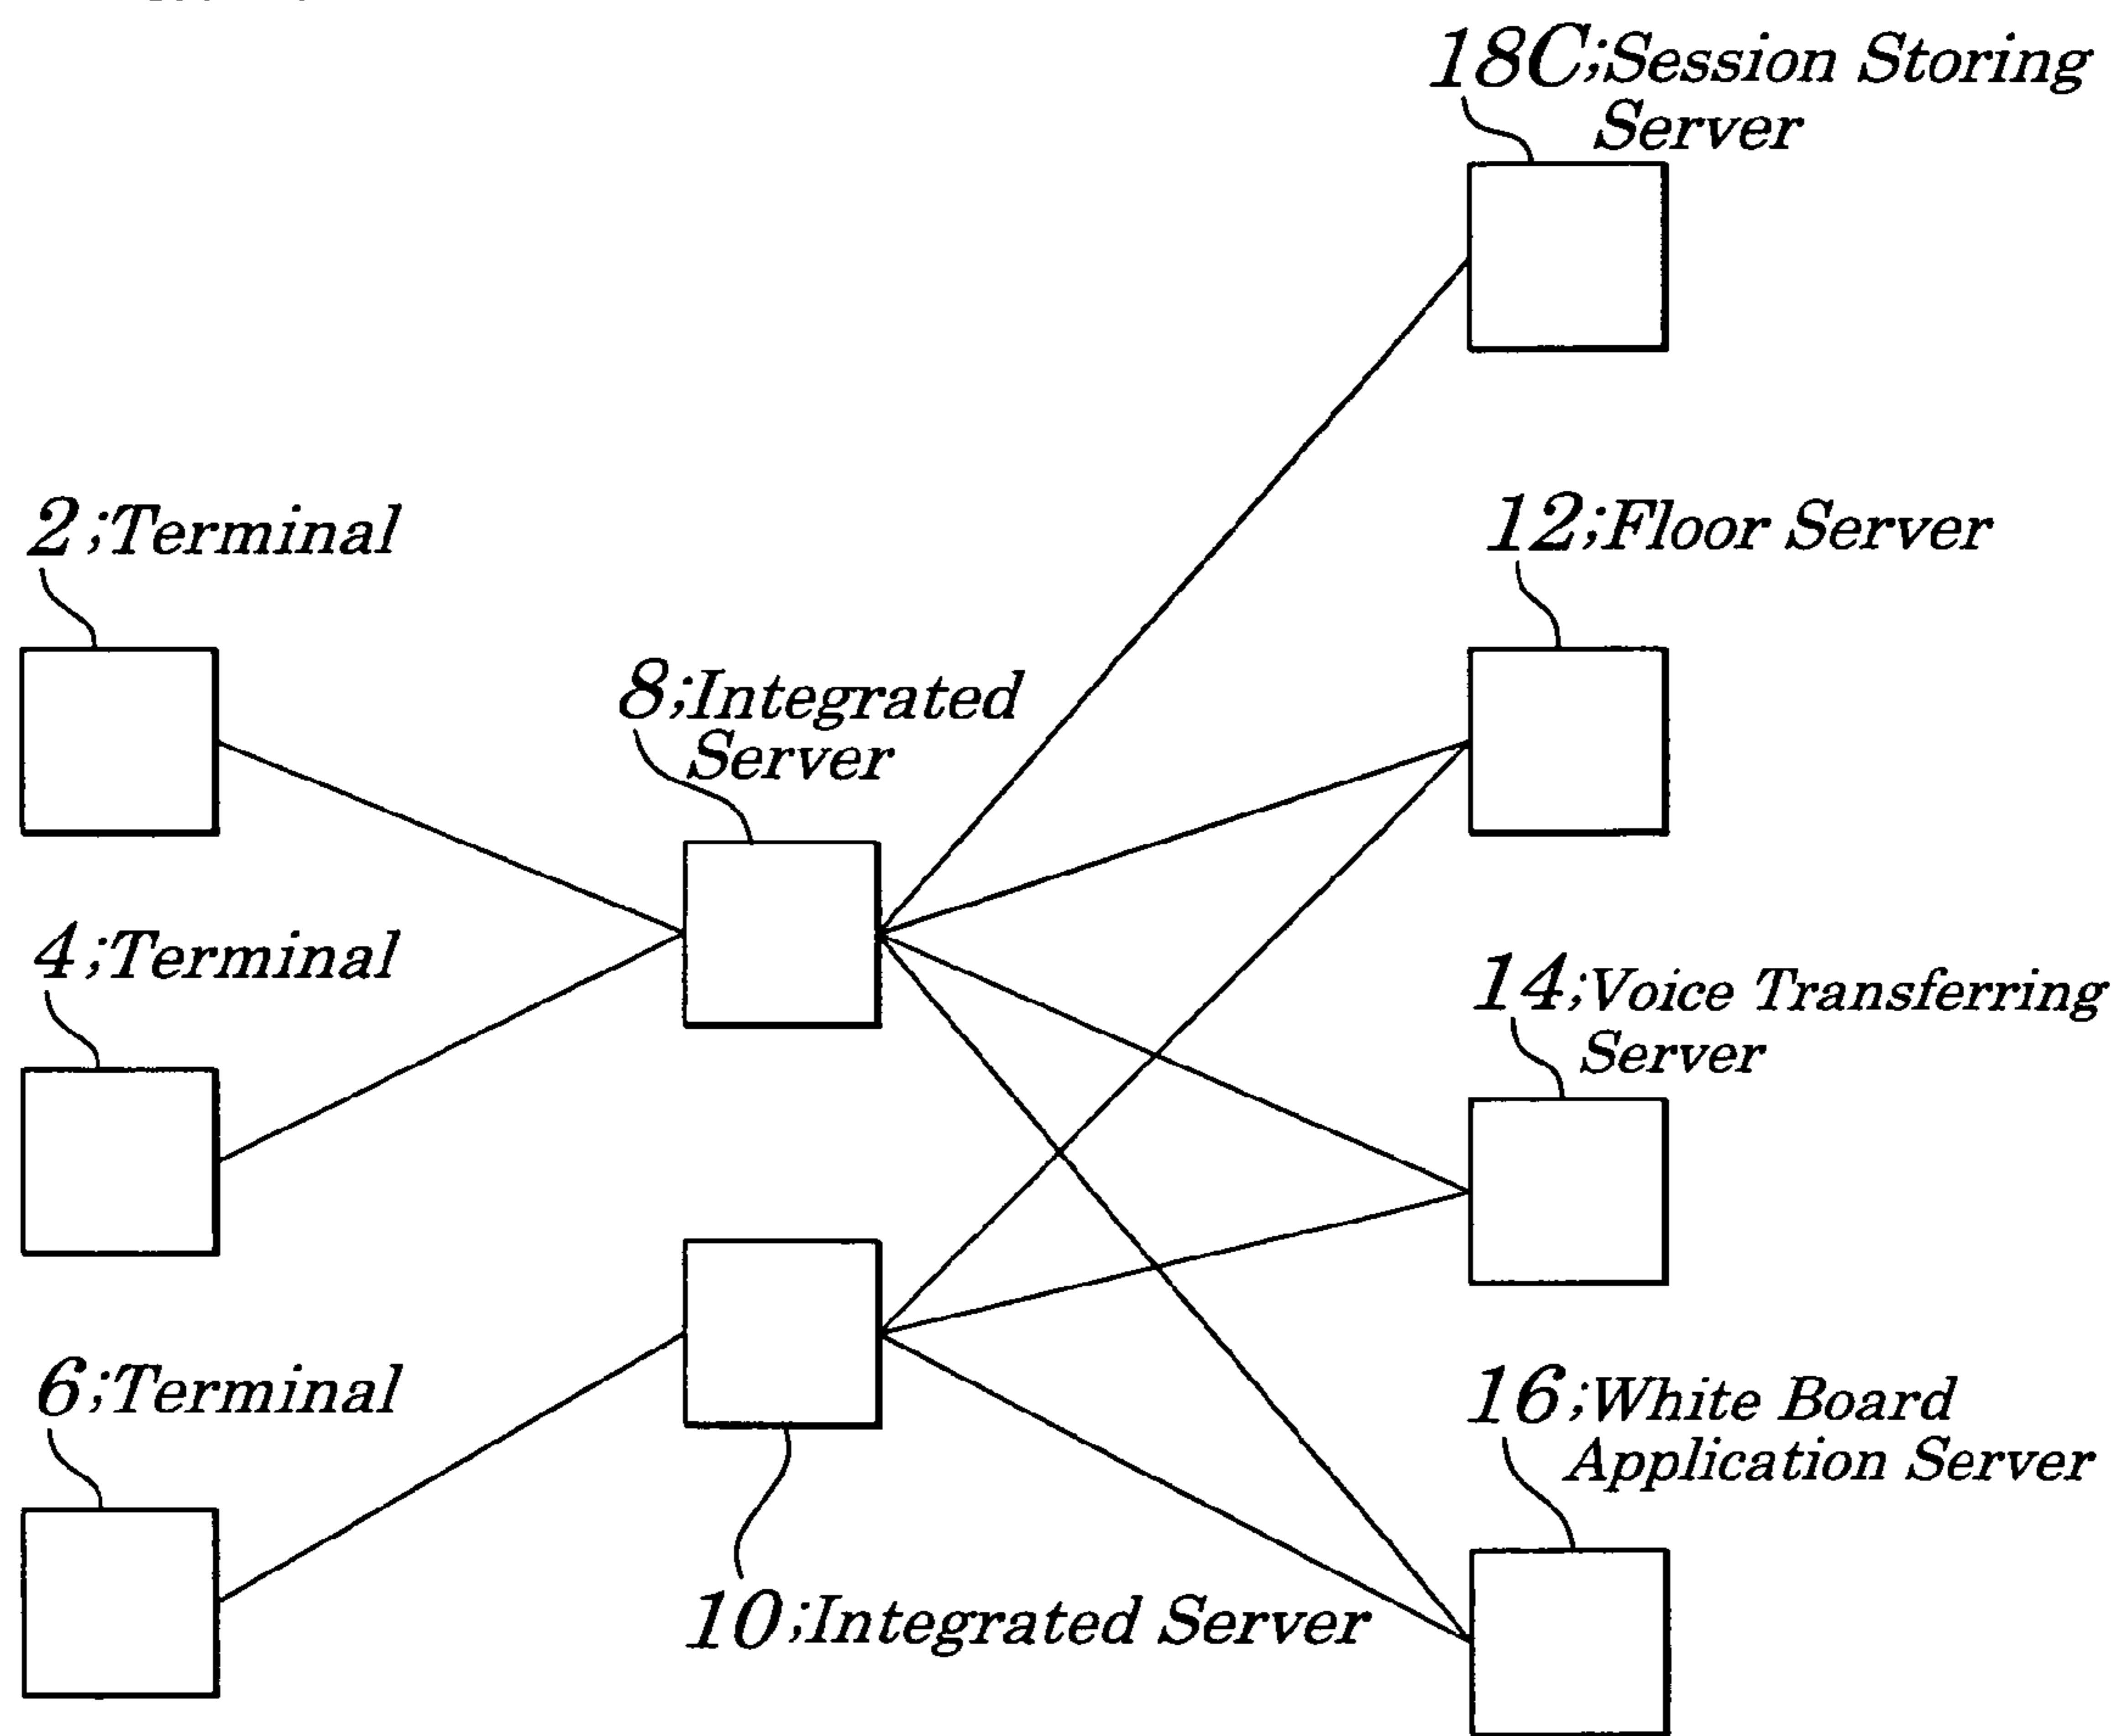 18C;Session Storing
Server
2;Terminal
12;Floor Server
8;Integrated
Server
4;Terminal
14;Voice Transferring
Server
6;Terminal
16;White Board
Application Server
10;Integrated Server